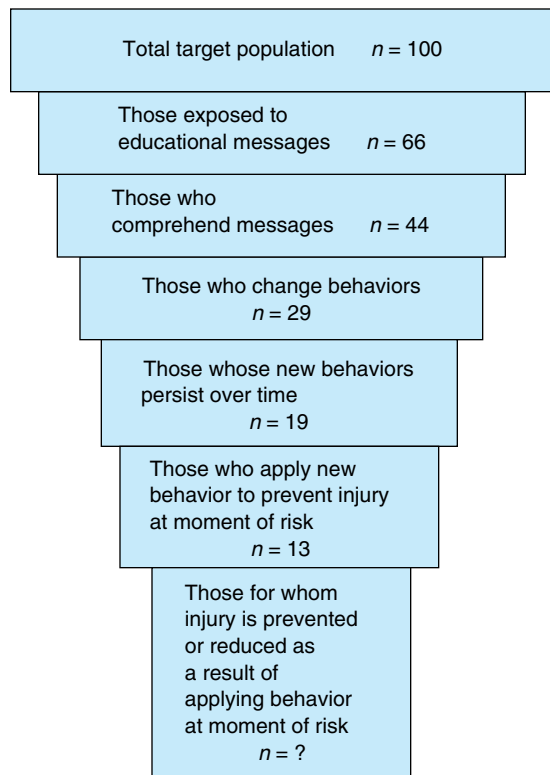 Total target population n = 100
Those exposed to
educational messages n = 66
Those who
comprehend messages n = 44
Those who change behaviors
n = 29
Those whose new behaviors
persist over time
n = 19
Those who apply new
behavior to prevent injury
at moment of risk
n = 13
Those for whom
injury is prevented
or reduced as
a result of
applying behavior
at moment of risk
n = ?